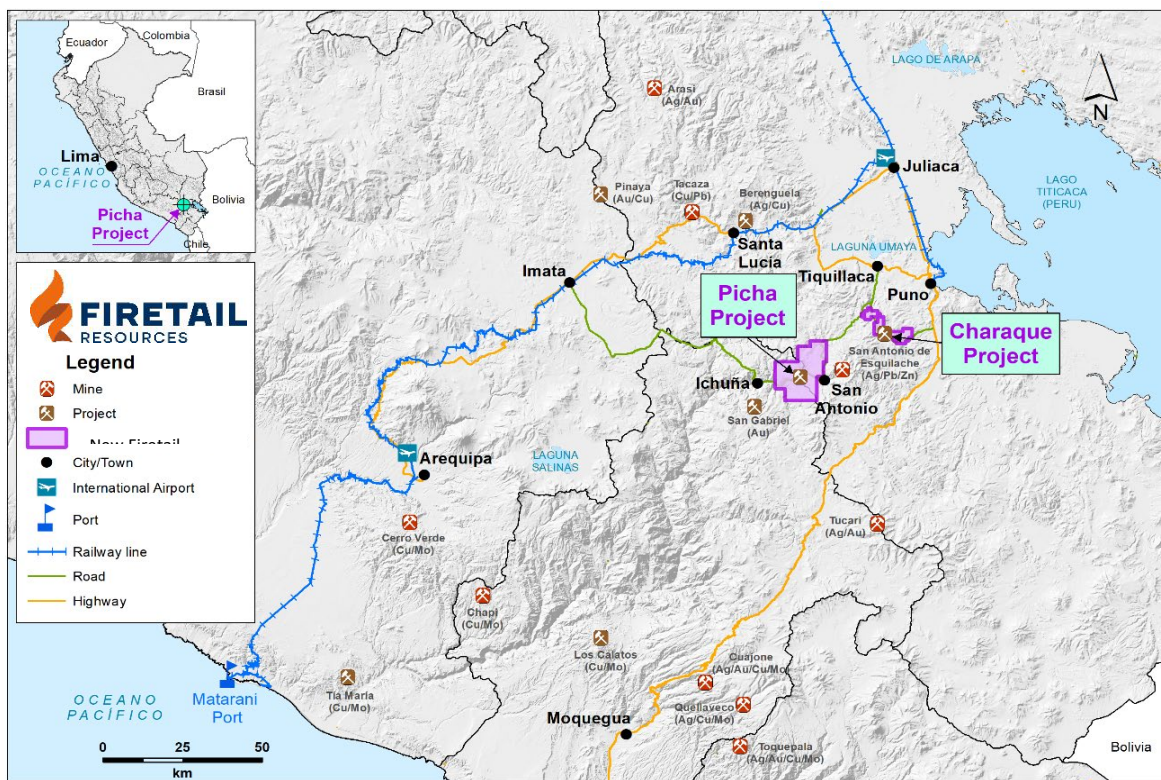 Ecuador
Colombia
Brasil
Lima
OCEANO
PACÍFICO
Bolivia
Picha
Project
Chile
FIRETAIL
RESOURCES
Legend
Mine
Project
City/Town
International Airport
Port
Railway line
Road
Highway
LAGO DE ARAPA
N
Arasi
(Ag/Au)
Juliaca
LAGO
TITICACA
(PERU)
Pinaya
(Au/Cu)
Tacaza
(Cu/Pb)
Berenguela
(Ag/Cu)
Santa
Lucía
LAGUNA UMAYA
Tiquillaca
Imata
Puno
Picha
Project
Charaque
Project
San Antonio de
Esquilache
(Ag/Pb/Zn)
Ichuña
San
Antonio
San Gabriel
(Au)
Arequipa
LAGUNA
SALINAS
Cerro Verde
(Cu/Mo)
Tucari
(Ag/Au)
Chapi
(Cu/Mo)
Los Calatos
(Cu/Mo)
Cuajone
(Ag/Au/Cu/Mo)
Tia Maria
(Cu/Mo)
Quellaveco
(Ag/Cu/Mo)
OCEANO
PACÍFICO
Matarani
Port
Moquegua
Toquepala
(Ag/Au/Cu/Mo)
Bolivia
0 25 50
km